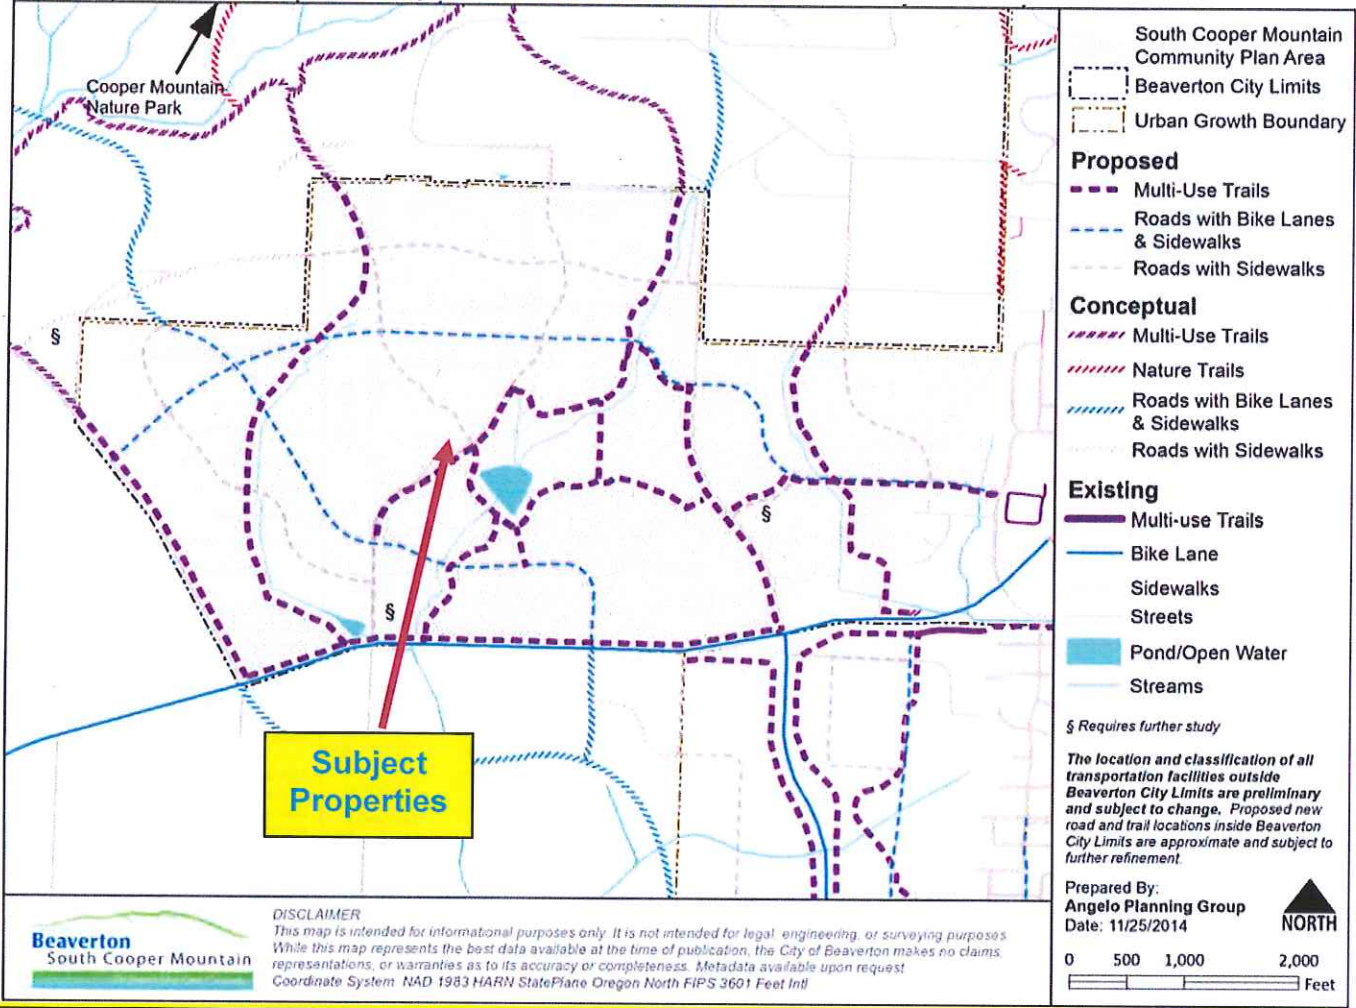 Cooper Mountain
Nature Park
§
§
§
Subject
Properties
South Cooper Mountain
Community Plan Area
Beaverton City Limits
Urban Growth Boundary
Proposed
Multi-Use Trails
Roads with Bike Lanes
& Sidewalks
Roads with Sidewalks
Conceptual
Multi-Use Trails
Nature Trails
Roads with Bike Lanes
& Sidewalks
Roads with Sidewalks
Existing
Multi-use Trails
Bike Lane
Sidewalks
Streets
Pond/Open Water
Streams
§ Requires further study
The location and classification of all
transportation facilities outside
Beaverton City Limits are preliminary
and subject to change. Proposed new
road and trail locations inside Beaverton
City Limits are approximate and subject to
further refinement.
Prepared By:
Angelo Planning Group
Date: 11/25/2014
NORTH
0 500 1,000 2,000
Feet
Beaverton
South Cooper Mountain
DISCLAIMER
This map is intended for informational purposes only. It is not intended for legal, engineering, or surveying purposes.
While this map represents the best data available at the time of publication, the City of Beaverton makes no claims,
representations, or warranties as to its accuracy or completeness. Metadata available upon request.
Coordinate System NAD 1983 HARN StatePlane Oregon North FIPS 3601 Feet Intl